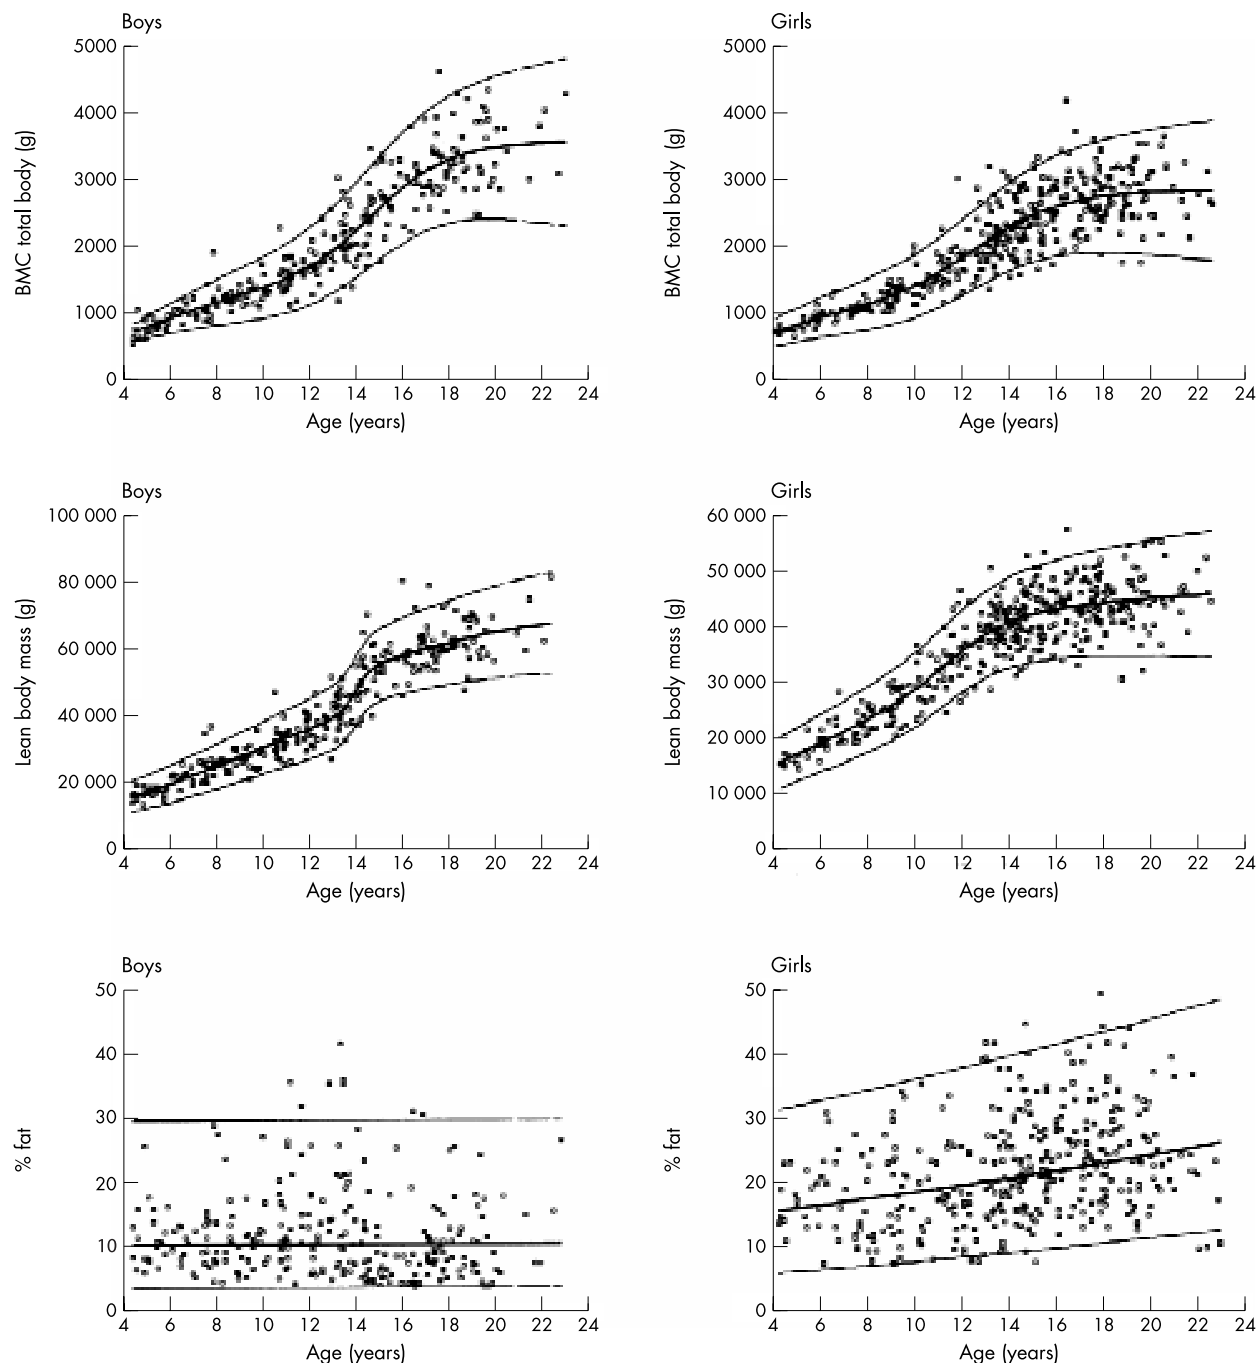 Boys
5000
4000
3000
2000
1000
0
BMC total body (g)
4 6 8 10 12 14 16 18 20 22 24
Age (years)
Girls
5000
4000
3000
2000
1000
0
BMC total body (g)
4 6 8 10 12 14 16 18 20 22 24
Age (years)
Boys
100 000
80 000
60 000
40 000
20 000
0
Lean body mass (g)
4 6 8 10 12 14 16 18 20 22 24
Age (years)
Girls
60 000
50 000
40 000
30 000
20 000
10 000
0
Lean body mass (g)
4 6 8 10 12 14 16 18 20 22 24
Age (years)
Boys
50
40
30
20
10
0
% fat
4 6 8 10 12 14 16 18 20 22 24
Age (years)
Girls
50
40
30
20
10
0
% fat
4 6 8 10 12 14 16 18 20 22 24
Age (years)